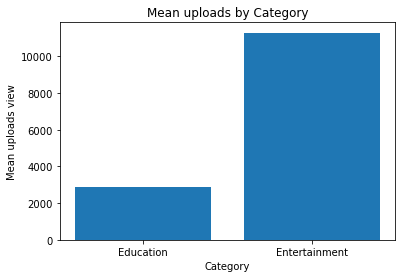 Mean uploads by Category
Mean uploads view
10000
8000
6000
4000
2000
0
Education Entertainment
Category